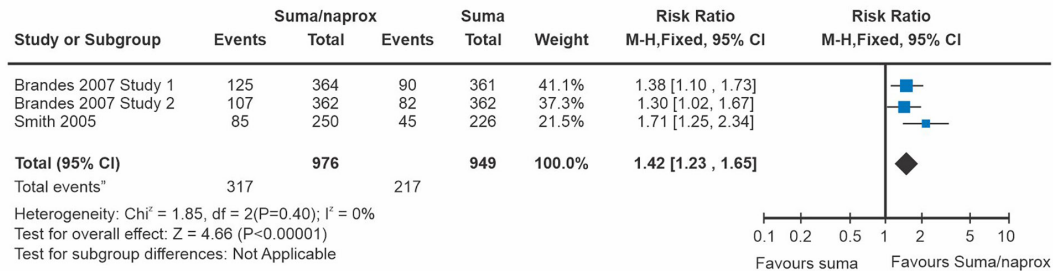 Suma/naprox Suma Risk Ratio Risk Ratio
Study or Subgroup Events Total Events Total Weight M-H,Fixed, 95% CI M-H,Fixed, 95% CI
Brandes 2007 Study 1 125 364 90 361 41.1% 1.38 [1.10 , 1.73]
Brandes 2007 Study 2 107 362 82 362 37.3% 1.30 [1.02, 1.67]
Smith 2005 85 250 45 226 21.5% 1.71 [1.25, 2.34]
Total (95% CI) 976 949 100.0% 1.42 [1.23 , 1.65]
Total events” 317 217
Heterogeneity: Chiᶻ = 1.85, df = 2(P=0.40); Iᶻ = 0%
Test for overall effect: Z = 4.66 (P<0.00001)
Test for subgroup differences: Not Applicable
0.1 0.2 0.5 1 2 5 10
Favours suma Favours Suma/naprox